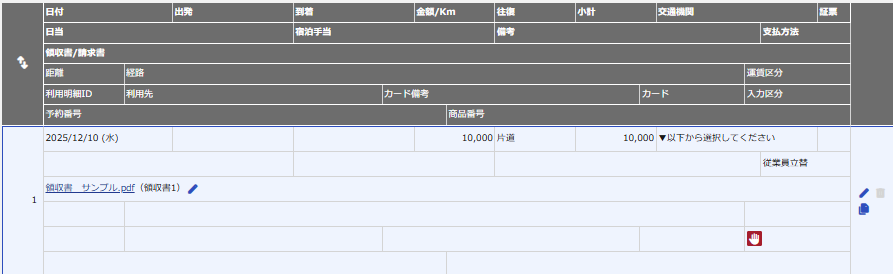 日付 出発 到着 金額/Km 往復 小計 交通機関 証票
日当 宿泊手当 備考 支払方法
領収書/請求書
距離 経路 運賃区分
利用明細ID 利用先 カード備考 カード 入力区分
予約番号 商品番号
2025/12/10 (水) 10,000 片道 10,000 ▼以下から選択してください
従業員立替
1 領収書 サンプル.pdf (領収書1)